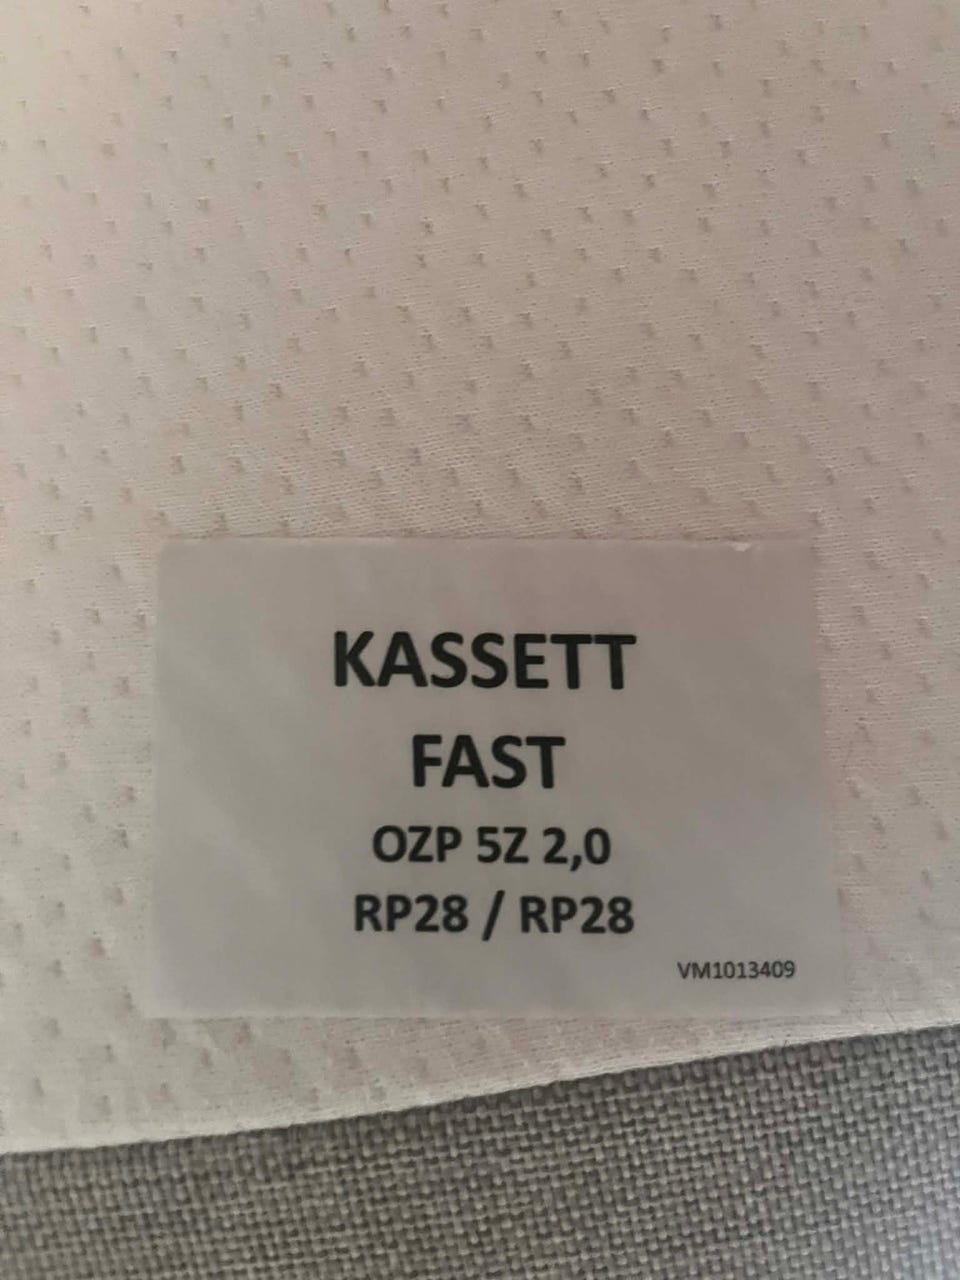 KASSETT
FAST
OZP 5Z 2,0
RP28 / RP28
VM1013409